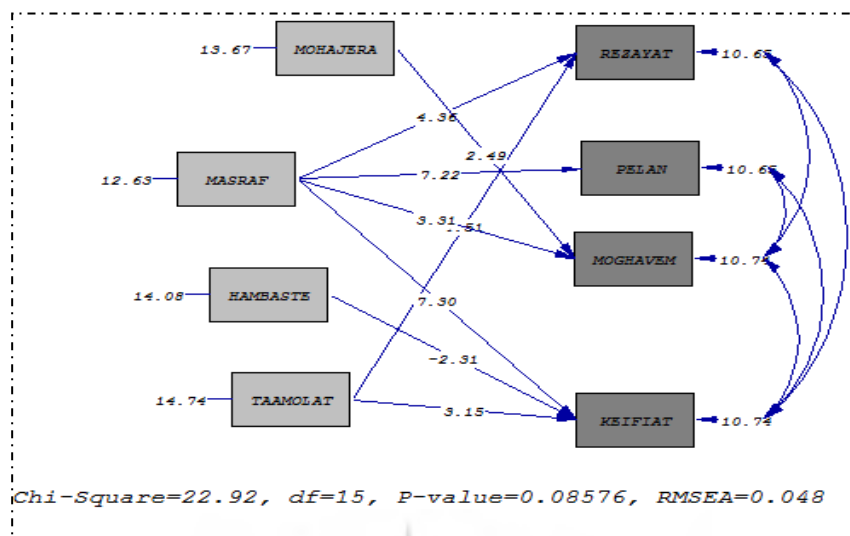 13.67
MOHAJERA
REZAYAT
10.65
4.36
2.49
12.63
MASRAF
7.22
PELAN
10.65
3.31
.51
MOGHAVEM
10.74
14.08
HAMBASTE
7.30
-2.31
14.74
TAAMOLAT
3.15
KEIFIAT
10.74
Chi-Square=22.92, df=15, P-value=0.08576, RMSEA=0.048